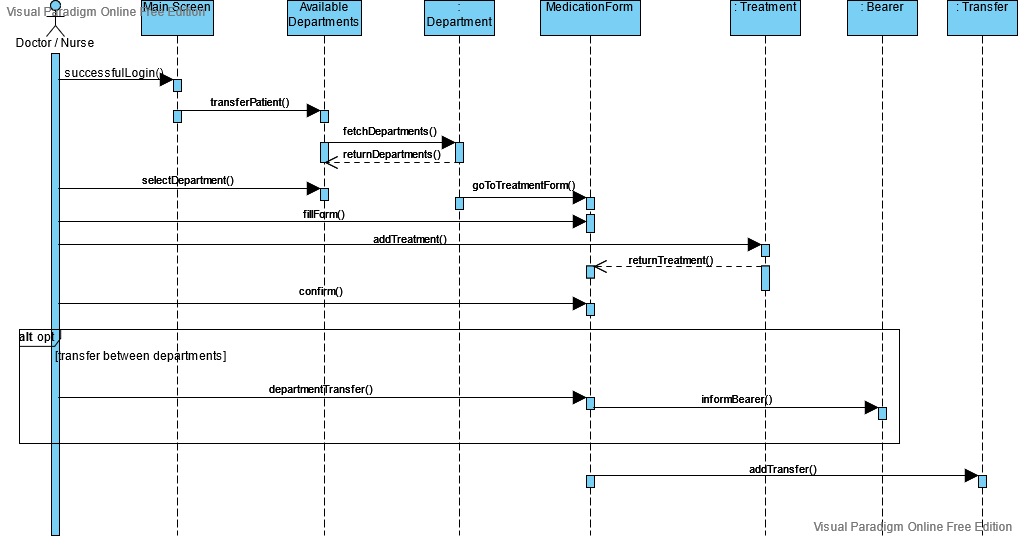 Visual Paradigm Online Free Edition
Main Screen
Available
Departments
:
Department
MedicationForm
: Treatment
: Bearer
: Transfer
Doctor / Nurse
successfulLogin()
transferPatient()
fetchDepartments()
returnDepartments()
selectDepartment()
goToTreatmentForm()
fillForm()
addTreatment()
returnTreatment()
confirm()
alt opt
[transfer between departments]
departmentTransfer()
informBearer()
addTransfer()
Visual Paradigm Online Free Edition